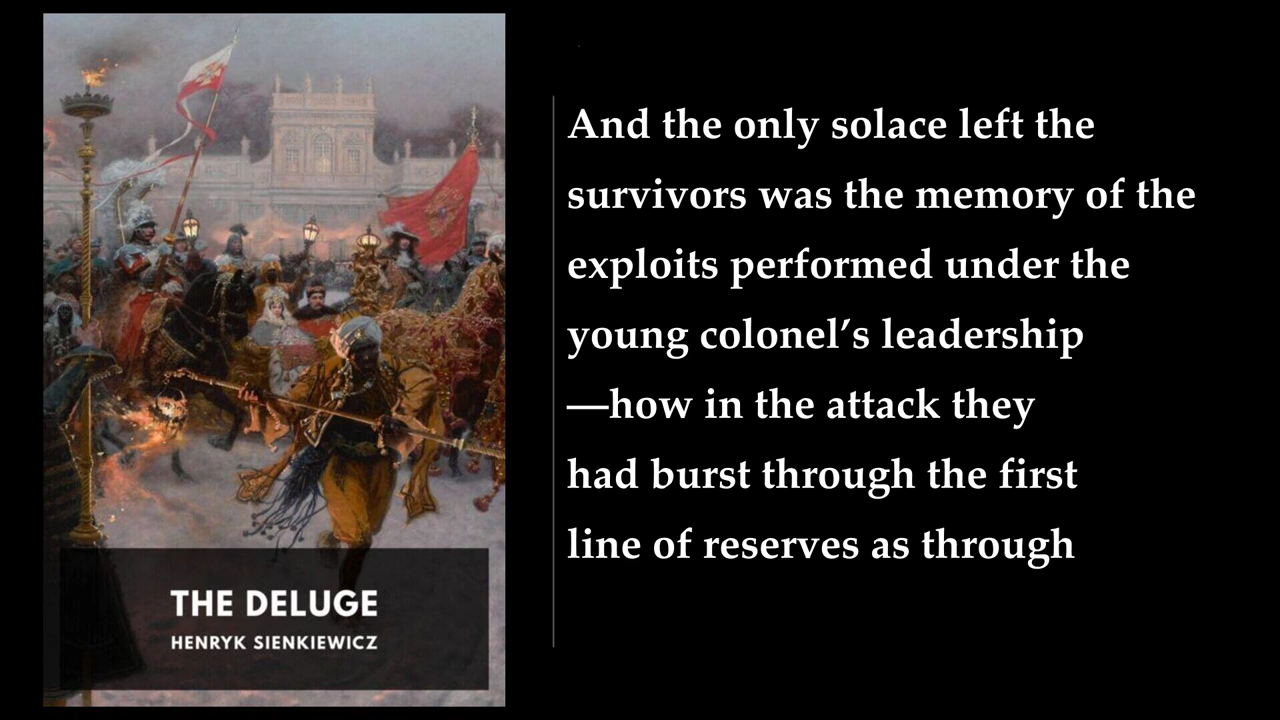 THE DELUGE
HENRYK SIENKIEWICZ
And the only solace left the
survivors was the memory of the
exploits performed under the
young colonel’s leadership
—how in the attack they
had burst through the first
line of reserves as through